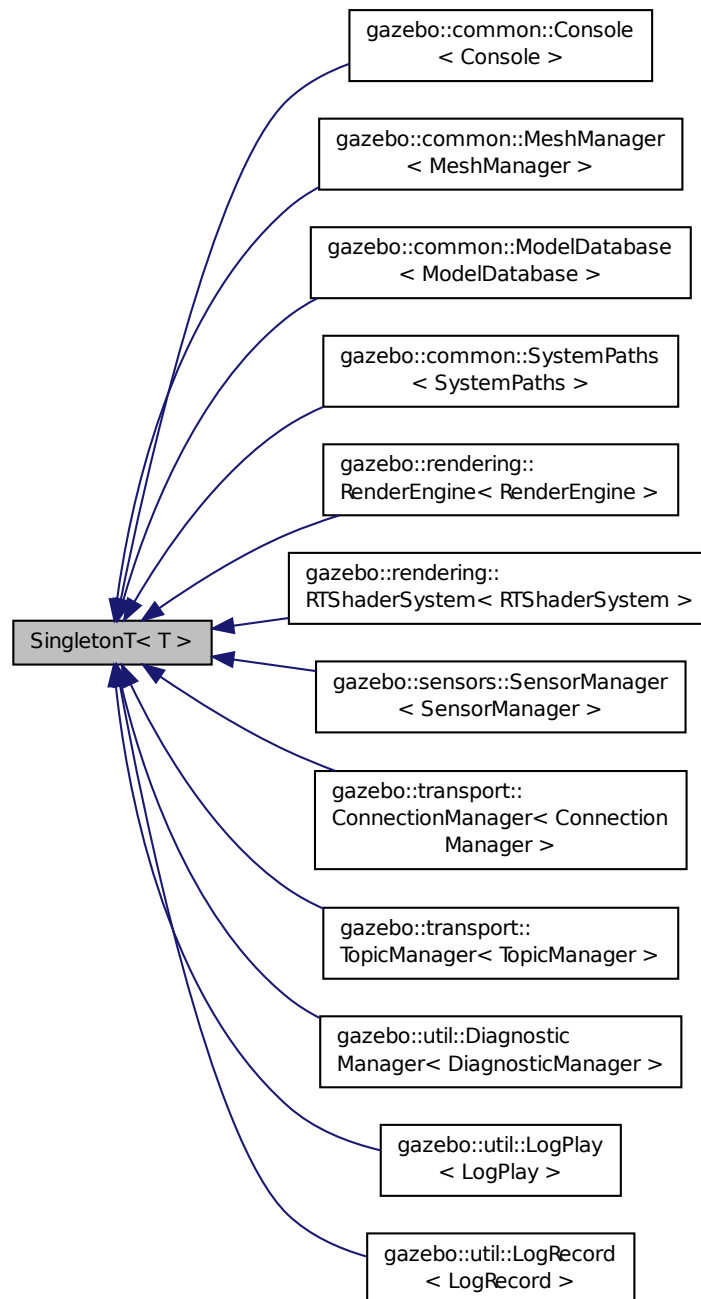 gazebo::common::Console
< Console >
gazebo::common::MeshManager
< MeshManager >
gazebo::common::ModelDatabase
< ModelDatabase >
gazebo::common::SystemPaths
< SystemPaths >
gazebo::rendering::
RenderEngine< RenderEngine >
gazebo::rendering::
RTShaderSystem< RTShaderSystem >
SingletonT< T >
gazebo::sensors::SensorManager
< SensorManager >
gazebo::transport::
ConnectionManager< Connection
Manager >
gazebo::transport::
TopicManager< TopicManager >
gazebo::util::Diagnostic
Manager< DiagnosticManager >
gazebo::util::LogPlay
< LogPlay >
gazebo::util::LogRecord
< LogRecord >